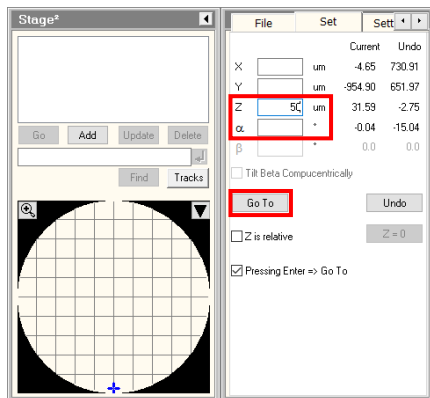 Stage²
Go Add Update Delete
Find Tracks
File Set Sett
Current Undo
X um -4.65 730.91
Y um -954.90 651.97
Z 50 um 31.59 -2.75
α ° -0.04 -15.04
β ° 0.0 0.0
Tilt Beta Compucentrically
Go To Undo
Z is relative Z = 0
Pressing Enter => Go To